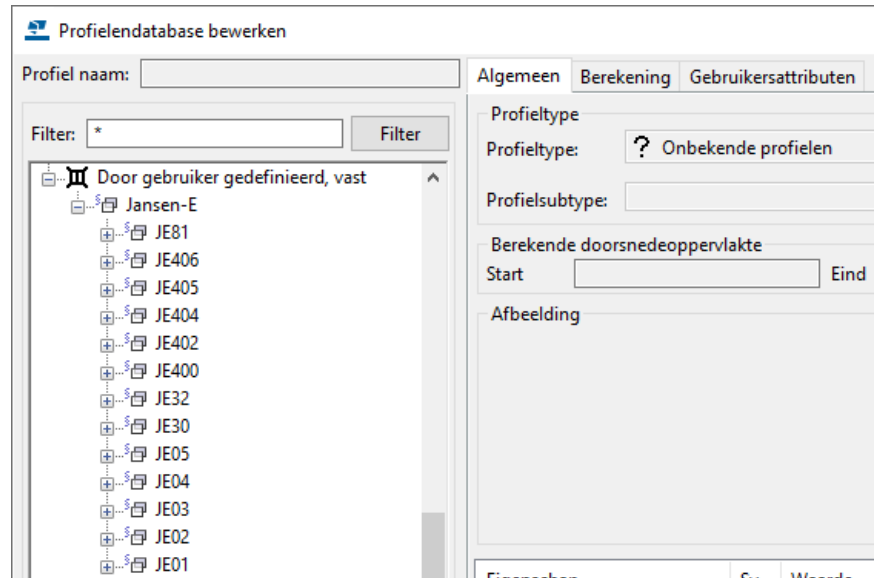 Profielendatabase bewerken
Profiel naam:
Filter: * Filter
Door gebruiker gedefinieerd, vast
Jansen-E
JE81
JE406
JE405
JE404
JE402
JE400
JE32
JE30
JE05
JE04
JE03
JE02
JE01
Algemeen Berekening Gebruikersattributen
Profieltype
Profieltype: ? Onbekende profielen
Profielsubtype:
Berekende doorsnedeoppervlakte
Start Eind
Afbeelding